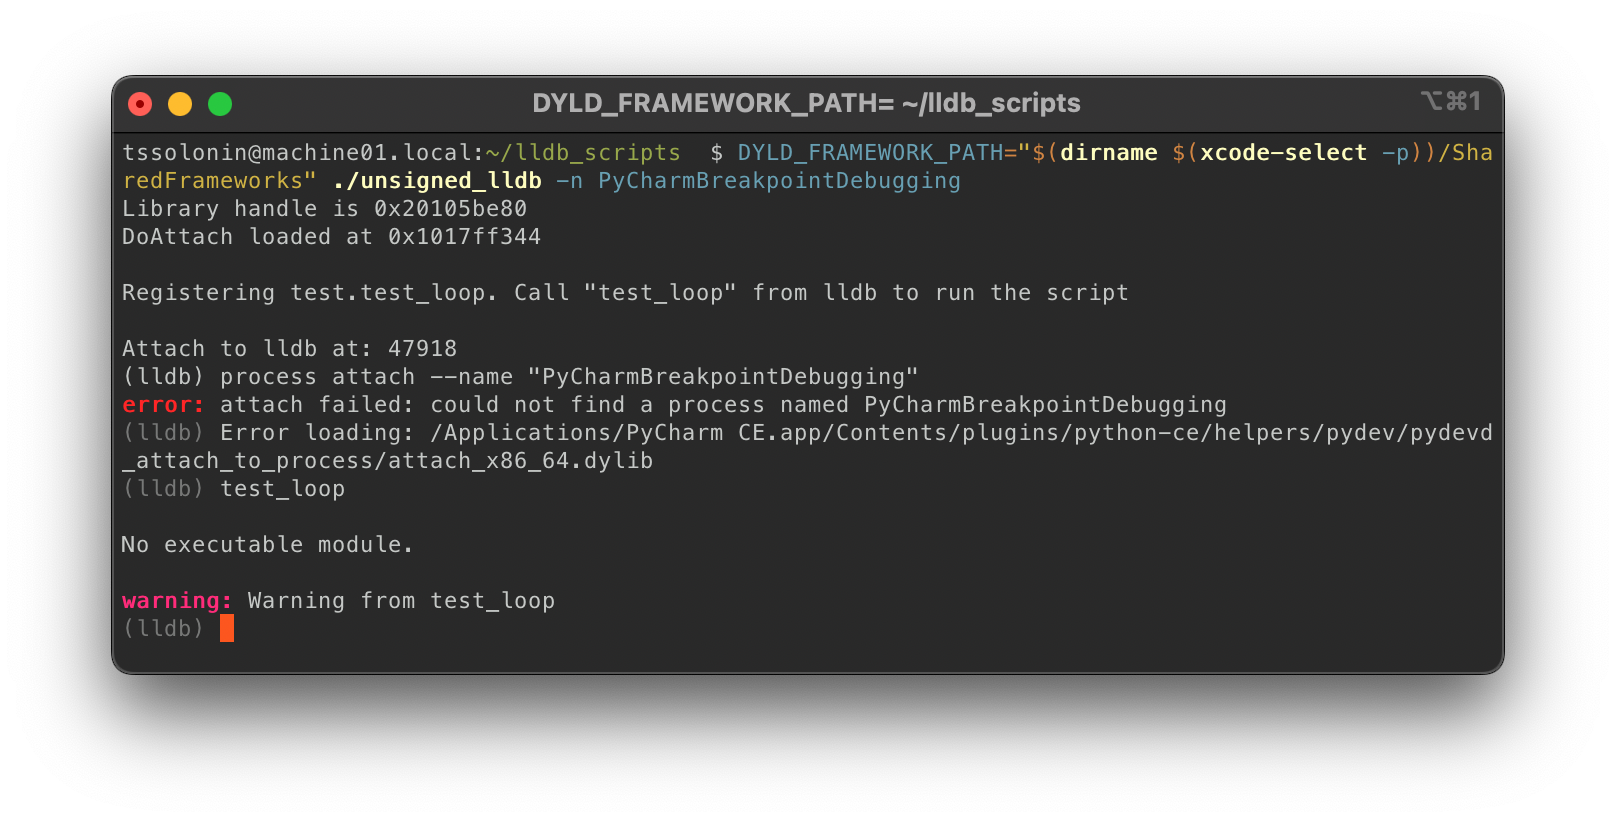 DYLD_FRAMEWORK_PATH= ~/lldb_scripts ⌥⌘1
tssolonin@machine01.local:~/lldb_scripts  $ DYLD_FRAMEWORK_PATH="$(dirname $(xcode-select -p))/Sha
redFrameworks" ./unsigned_lldb -n PyCharmBreakpointDebugging
Library handle is 0x20105be80
DoAttach loaded at 0x1017ff344
Registering test.test_loop. Call "test_loop" from lldb to run the script
Attach to lldb at: 47918
(lldb) process attach --name "PyCharmBreakpointDebugging"
error: attach failed: could not find a process named PyCharmBreakpointDebugging
(lldb) Error loading: /Applications/PyCharm CE.app/Contents/plugins/python-ce/helpers/pydev/pydevd
_attach_to_process/attach_x86_64.dylib
(lldb) test_loop
No executable module.
warning: Warning from test_loop
(lldb)